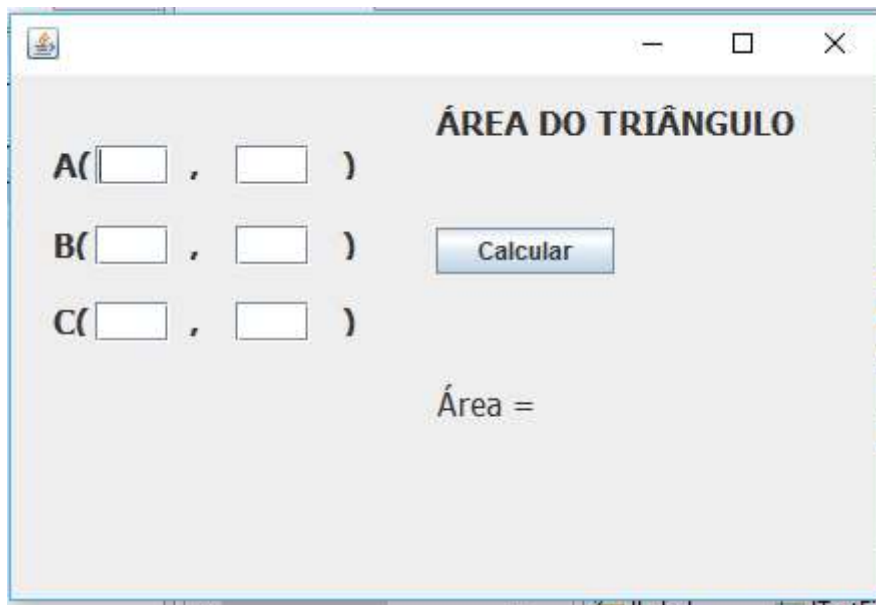 ÁREA DO TRIÂNGULO
A( , )
B( , )
Calcular
C( , )
Área =